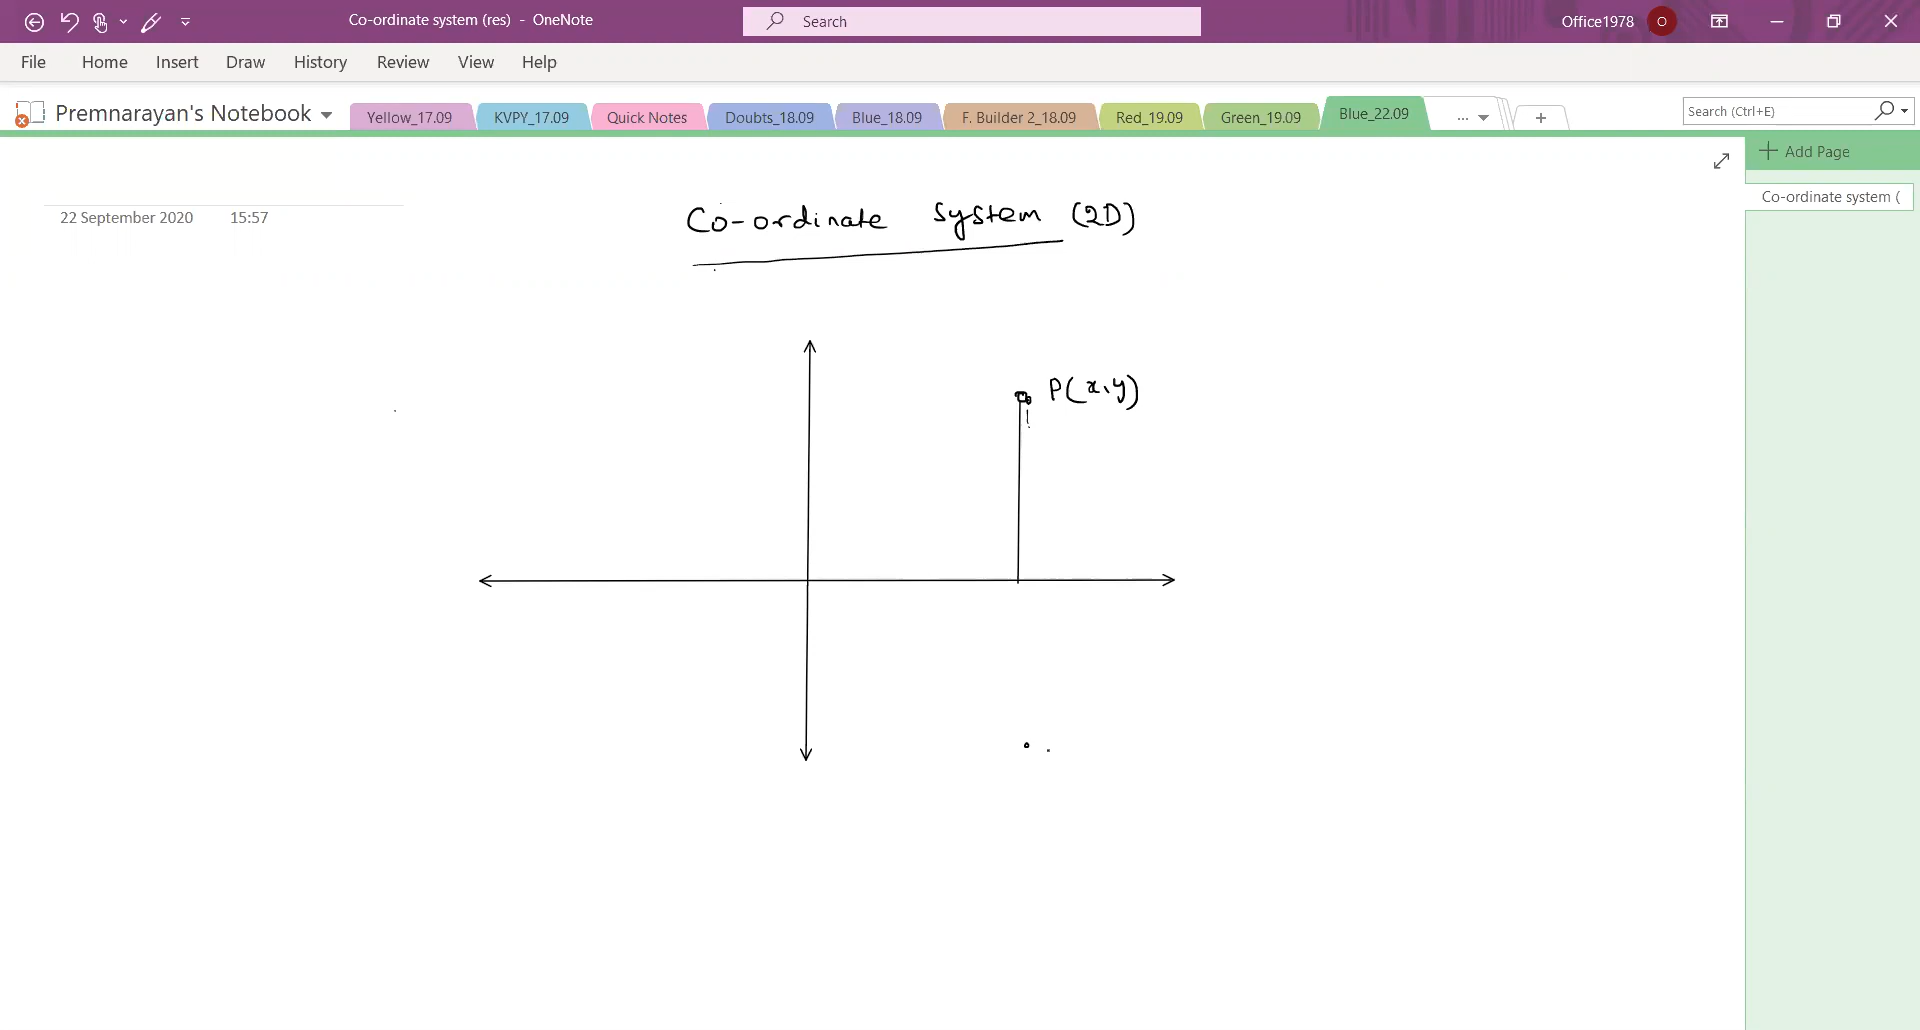 Co-ordinate system (res) - OneNote
Search
Office1978
O
File Home Insert Draw History Review View Help
Premnarayan's Notebook
Yellow_17.09
KVPY_17.09
Quick Notes
Doubts_18.09
Blue_18.09
F. Builder 2_18.09
Red_19.09
Green_19.09
Blue_22.09
...
Search (Ctrl+E)
Add Page
Co-ordinate system (
22 September 2020 15:57
Co-ordinate system (2D)
P(x,y)